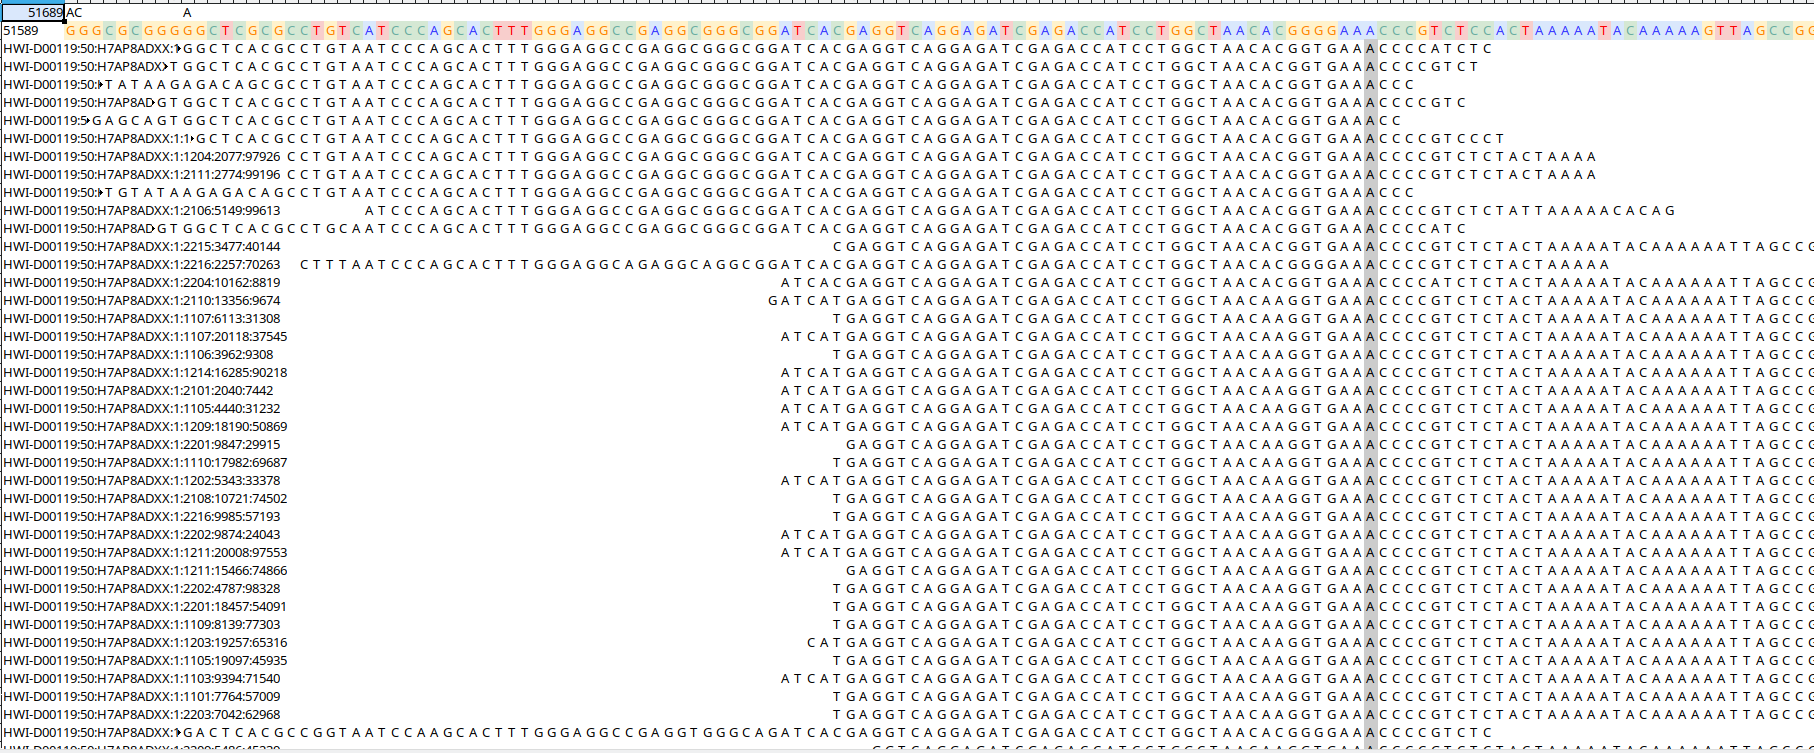 51689 AC A
51589 GGGCGCGGGGGCTCGCGCCTGTCATCCCAGCACTTTGGGAGGCCGAGGCGGGCGGATCACGAGGTCAGGAGATCGAGACCATCCTGGCTAACACGGGGAAACCCGTCTCCACTAAAAATACAAAAAGTTAGCCGG
HWI-D00119:50:H7AP8ADXX:1 GGCTCACGCCTGTAATCCCAGCACTTTGGGAGGCCGAGGCGGGCGGATCACGAGGTCAGGAGATCGAGACCATCCTGGCTAACACGGTGAAACCCCATCTC
HWI-D00119:50:H7AP8ADX TGGCTCACGCCTGTAATCCCAGCACTTTGGGAGGCCGAGGCGGGCGGATCACGAGGTCAGGAGATCGAGACCATCCTGGCTAACACGGTGAAACCCCGTCT
HWI-D00119:50: TATAAGAGACAGCGCCTGTAATCCCAGCACTTTGGGAGGCCGAGGCGGGCGGATCACGAGGTCAGGAGATCGAGACCATCCTGGCTAACACGGTGAAACCC
HWI-D00119:50:H7AP8AD GTGGCTCACGCCTGTAATCCCAGCACTTTGGGAGGCCGAGGCGGGCGGATCACGAGGTCAGGAGATCGAGACCATCCTGGCTAACACGGTGAAACCCCGTC
HWI-D00119:5 GAGCAGTGGCTCACGCCTGTAATCCCAGCACTTTGGGAGGCCGAGGCGGGCGGATCACGAGGTCAGGAGATCGAGACCATCCTGGCTAACACGGTGAAACC
HWI-D00119:50:H7AP8ADXX:1:1 GCTCACGCCTGTAATCCCAGCACTTTGGGAGGCCGAGGCGGGCGGATCACGAGGTCAGGAGATCGAGACCATCCTGGCTAACACGGTGAAACCCCGTCCCT
HWI-D00119:50:H7AP8ADXX:1:1204:2077:97926 CCTGTAATCCCAGCACTTTGGGAGGCCGAGGCGGGCGGATCACGAGGTCAGGAGATCGAGACCATCCTGGCTAACACGGTGAAACCCCGTCTCTACTAAAA
HWI-D00119:50:H7AP8ADXX:1:2111:2774:99196 CCTGTAATCCCAGCACTTTGGGAGGCCGAGGCGGGCGGATCACGAGGTCAGGAGATCGAGACCATCCTGGCTAACACGGTGAAACCCCGTCTCTACTAAAA
HWI-D00119:50: TGTATAAGAGACAGCCTGTAATCCCAGCACTTTGGGAGGCCGAGGCGGGCGGATCACGAGGTCAGGAGATCGAGACCATCCTGGCTAACACGGTGAAACCC
HWI-D00119:50:H7AP8ADXX:1:2106:5149:99613 ATCCCAGCACTTTGGGAGGCCGAGGCGGGCGGATCACGAGGTCAGGAGATCGAGACCATCCTGGCTAACACGGTGAAACCCCGTCTCTATTAAAAACACAG
HWI-D00119:50:H7AP8AD GTGGCTCACGCCTGCAATCCCAGCACTTTGGGAGGCCGAGGCGGGCGGATCACGAGGTCAGGAGATCGAGACCATCCTGGCTAACACGGTGAAACCCCATC
HWI-D00119:50:H7AP8ADXX:1:2215:3477:40144 CGAGGTCAGGAGATCGAGACCATCCTGGCTAACACGGTGAAACCCCGTCTCTACTAAAAATACAAAAAATTAGCCG
HWI-D00119:50:H7AP8ADXX:1:2216:2257:70263 CTTTAATCCCAGCACTTTGGGAGGCAGAGGCAGGCGGATCACGAGGTCAGGAGATCGAGACCATCCTGGCTAACACGGGGAAACCCCGTCTCTACTAAAAA
HWI-D00119:50:H7AP8ADXX:1:2204:10162:8819 ATCACGAGGTCAGGAGATCGAGACCATCCTGGCTAACACGGTGAAACCCCATCTCTACTAAAAATACAAAAAATTAGCCG
HWI-D00119:50:H7AP8ADXX:1:2110:13356:9674 GATCATGAGGTCAGGAGATCGAGACCATCCTGGCTAACAAGGTGAAACCCCGTCTCTACTAAAAATACAAAAAATTAGCCG
HWI-D00119:50:H7AP8ADXX:1:1107:6113:31308 TGAGGTCAGGAGATCGAGACCATCCTGGCTAACAAGGTGAAACCCCGTCTCTACTAAAAATACAAAAAATTAGCCG
HWI-D00119:50:H7AP8ADXX:1:1107:20118:37545 ATCATGAGGTCAGGAGATCGAGACCATCCTGGCTAACAAGGTGAAACCCCGTCTCTACTAAAAATACAAAAAATTAGCCG
HWI-D00119:50:H7AP8ADXX:1:1106:3962:9308 TGAGGTCAGGAGATCGAGACCATCCTGGCTAACAAGGTGAAACCCCGTCTCTACTAAAAATACAAAAAATTAGCCG
HWI-D00119:50:H7AP8ADXX:1:1214:16285:90218 ATCATGAGGTCAGGAGATCGAGACCATCCTGGCTAACAAGGTGAAACCCCGTCTCTACTAAAAATACAAAAAATTAGCCG
HWI-D00119:50:H7AP8ADXX:1:2101:2040:7442 ATCATGAGGTCAGGAGATCGAGACCATCCTGGCTAACAAGGTGAAACCCCGTCTCTACTAAAAATACAAAAAATTAGCCG
HWI-D00119:50:H7AP8ADXX:1:1105:4440:31232 ATCATGAGGTCAGGAGATCGAGACCATCCTGGCTAACAAGGTGAAACCCCGTCTCTACTAAAAATACAAAAAATTAGCCG
HWI-D00119:50:H7AP8ADXX:1:1209:18190:50869 ATCATGAGGTCAGGAGATCGAGACCATCCTGGCTAACAAGGTGAAACCCCGTCTCTACTAAAAATACAAAAAATTAGCCG
HWI-D00119:50:H7AP8ADXX:1:2201:9847:29915 GAGGTCAGGAGATCGAGACCATCCTGGCTAACAAGGTGAAACCCCGTCTCTACTAAAAATACAAAAAATTAGCCG
HWI-D00119:50:H7AP8ADXX:1:1110:17982:69687 TGAGGTCAGGAGATCGAGACCATCCTGGCTAACAAGGTGAAACCCCGTCTCTACTAAAAATACAAAAAATTAGCCG
HWI-D00119:50:H7AP8ADXX:1:1202:5343:33378 ATCATGAGGTCAGGAGATCGAGACCATCCTGGCTAACAAGGTGAAACCCCGTCTCTACTAAAAATACAAAAAATTAGCCG
HWI-D00119:50:H7AP8ADXX:1:2108:10721:74502 TGAGGTCAGGAGATCGAGACCATCCTGGCTAACAAGGTGAAACCCCGTCTCTACTAAAAATACAAAAAATTAGCCG
HWI-D00119:50:H7AP8ADXX:1:2216:9985:57193 TGAGGTCAGGAGATCGAGACCATCCTGGCTAACAAGGTGAAACCCCGTCTCTACTAAAAATACAAAAAATTAGCCG
HWI-D00119:50:H7AP8ADXX:1:2202:9874:24043 ATCATGAGGTCAGGAGATCGAGACCATCCTGGCTAACAAGGTGAAACCCCGTCTCTACTAAAAATACAAAAAATTAGCCG
HWI-D00119:50:H7AP8ADXX:1:1211:20008:97553 ATCATGAGGTCAGGAGATCGAGACCATCCTGGCTAACAAGGTGAAACCCCGTCTCTACTAAAAATACAAAAAATTAGCCG
HWI-D00119:50:H7AP8ADXX:1:1211:15466:74866 GAGGTCAGGAGATCGAGACCATCCTGGCTAACAAGGTGAAACCCCGTCTCTACTAAAAATACAAAAAATTAGCCG
HWI-D00119:50:H7AP8ADXX:1:2202:4787:98328 TGAGGTCAGGAGATCGAGACCATCCTGGCTAACAAGGTGAAACCCCGTCTCTACTAAAAATACAAAAAATTAGCCG
HWI-D00119:50:H7AP8ADXX:1:2201:18457:54091 TGAGGTCAGGAGATCGAGACCATCCTGGCTAACAAGGTGAAACCCCGTCTCTACTAAAAATACAAAAAATTAGCCG
HWI-D00119:50:H7AP8ADXX:1:1109:8139:77303 TGAGGTCAGGAGATCGAGACCATCCTGGCTAACAAGGTGAAACCCCGTCTCTACTAAAAATACAAAAAATTAGCCG
HWI-D00119:50:H7AP8ADXX:1:1203:19257:65316 CATGAGGTCAGGAGATCGAGACCATCCTGGCTAACAAGGTGAAACCCCGTCTCTACTAAAAATACAAAAAATTAGCCG
HWI-D00119:50:H7AP8ADXX:1:1105:19097:45935 TGAGGTCAGGAGATCGAGACCATCCTGGCTAACAAGGTGAAACCCCGTCTCTACTAAAAATACAAAAAATTAGCCG
HWI-D00119:50:H7AP8ADXX:1:1103:9394:71540 ATCATGAGGTCAGGAGATCGAGACCATCCTGGCTAACAAGGTGAAACCCCGTCTCTACTAAAAATACAAAAAATTAGCCG
HWI-D00119:50:H7AP8ADXX:1:1101:7764:57009 TGAGGTCAGGAGATCGAGACCATCCTGGCTAACAAGGTGAAACCCCGTCTCTACTAAAAATACAAAAAATTAGCCG
HWI-D00119:50:H7AP8ADXX:1:2203:7042:62968 TGAGGTCAGGAGATCGAGACCATCCTGGCTAACAAGGTGAAACCCCGTCTCTACTAAAAATACAAAAAATTAGCCG
HWI-D00119:50:H7AP8ADXX:1 GACTCACGCCGGTAATCCAAGCACTTTGGGAGGCCGAGGTGGGCAGATCACGAGGTCAGGAGATCGAGACCATCCTGGCTAACACGGGGAAACCCCGTCTC